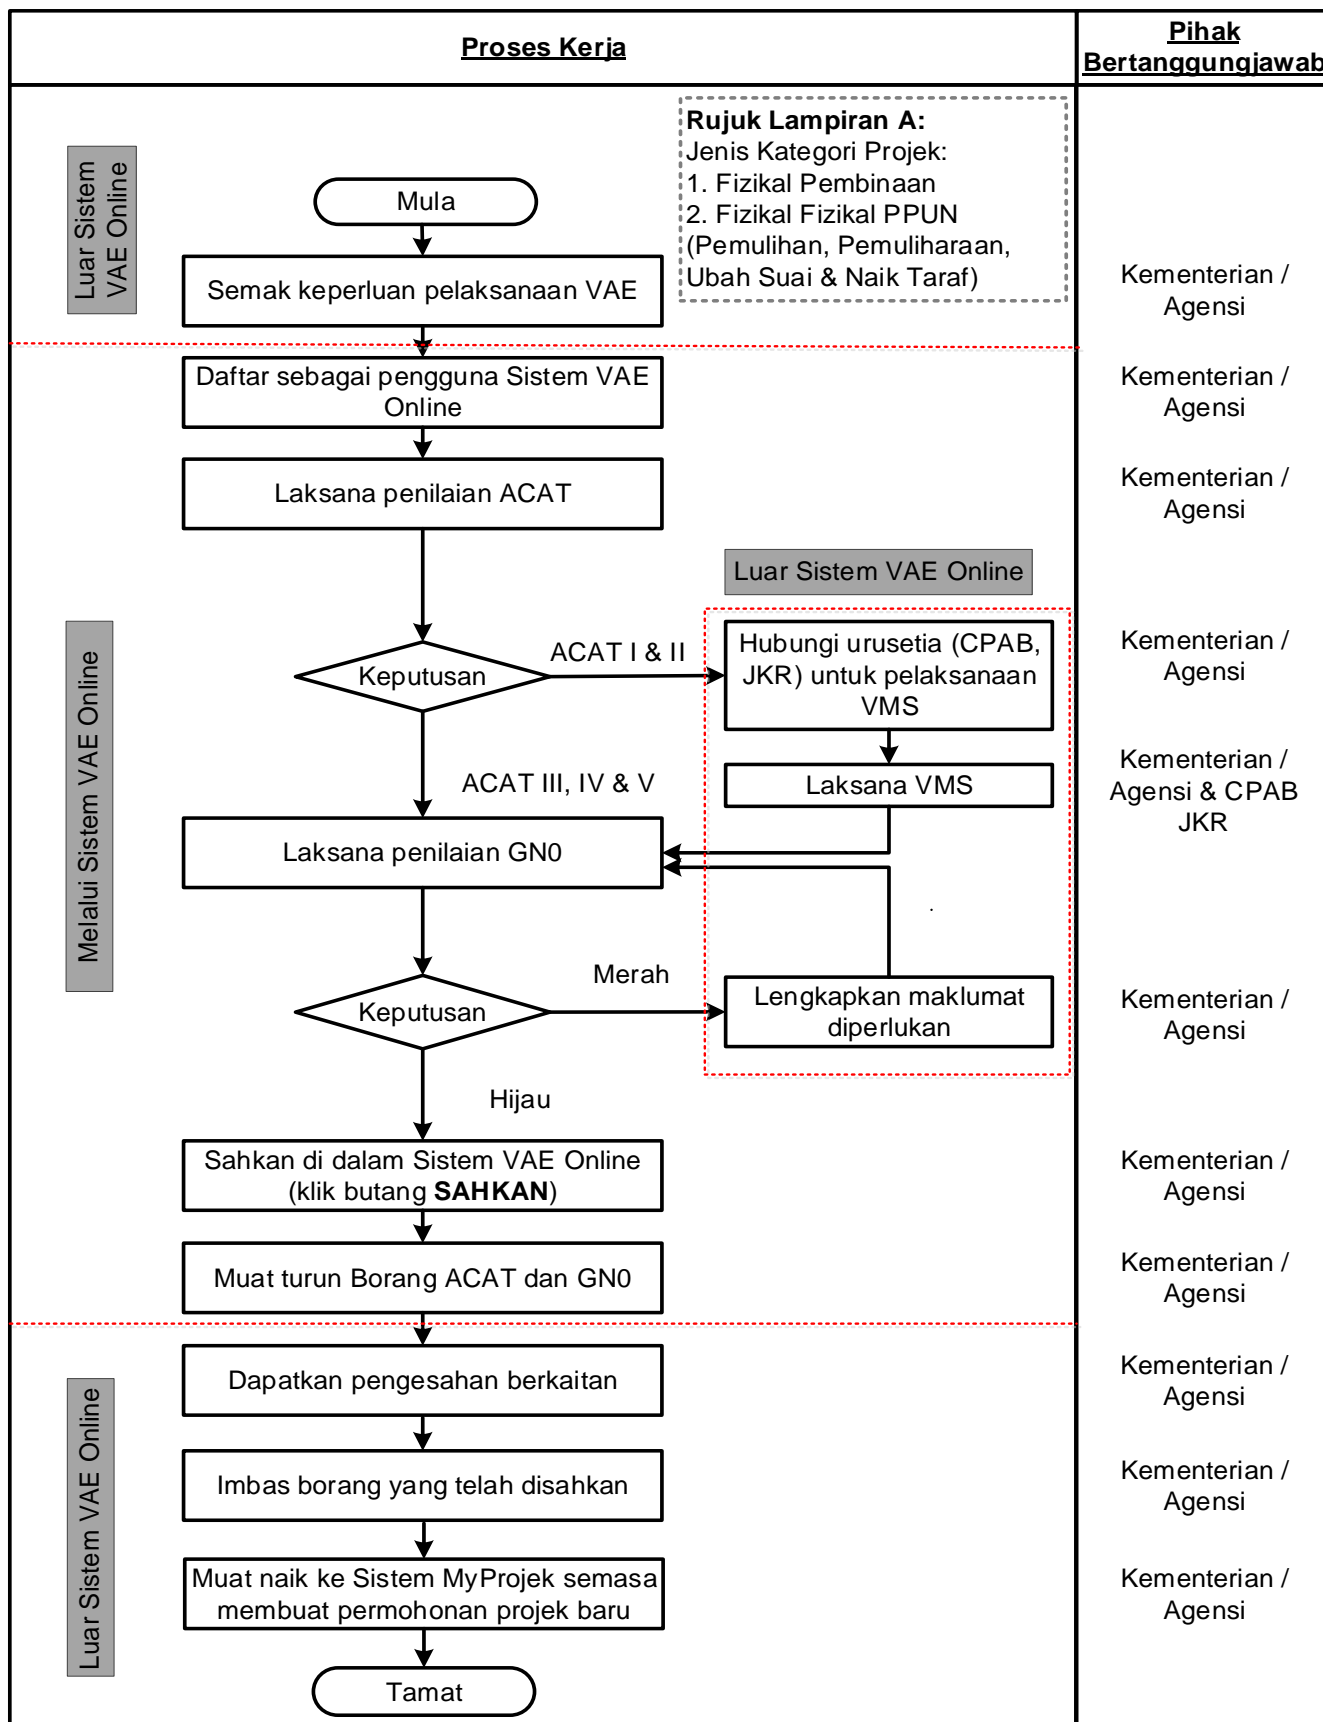 Proses Kerja
Pihak
Bertanggungjawab
Rujuk Lampiran A:
Jenis Kategori Projek:
1. Fizikal Pembinaan
2. Fizikal Fizikal PPUN
(Pemulihan, Pemuliharaan,
Ubah Suai & Naik Taraf)
Luar Sistem
VAE Online
Mula
Semak keperluan pelaksanaan VAE
Kementerian /
Agensi
Daftar sebagai pengguna Sistem VAE
Online
Kementerian /
Agensi
Laksana penilaian ACAT
Kementerian /
Agensi
Luar Sistem VAE Online
Melalui Sistem VAE Online
Keputusan
ACAT I & II
Hubungi urusetia (CPAB,
JKR) untuk pelaksanaan
VMS
Kementerian /
Agensi
ACAT III, IV & V
Laksana VMS
Kementerian /
Agensi & CPAB
JKR
Laksana penilaian GN0
.
Keputusan
Merah
Lengkapkan maklumat
diperlukan
Kementerian /
Agensi
Hijau
Sahkan di dalam Sistem VAE Online
(klik butang SAHKAN)
Kementerian /
Agensi
Muat turun Borang ACAT dan GN0
Kementerian /
Agensi
Luar Sistem VAE Online
Dapatkan pengesahan berkaitan
Kementerian /
Agensi
Imbas borang yang telah disahkan
Kementerian /
Agensi
Muat naik ke Sistem MyProjek semasa
membuat permohonan projek baru
Kementerian /
Agensi
Tamat